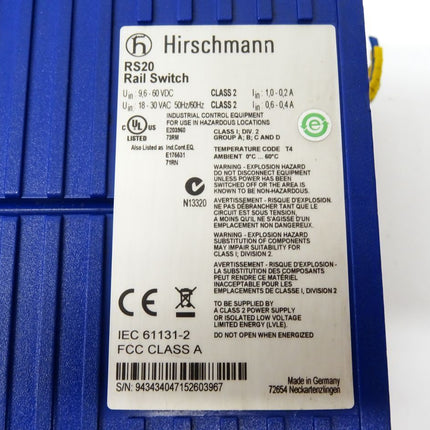 Hirschmann
RS20
Rail Switch
Uin: 9,6 - 60 VDC CLASS 2 Iin: 1,0 - 0,2 A
Uin: 18 - 30 VAC 50Hz/60Hz CLASS 2 Iin: 0,6 - 0,4 A
INDUSTRIAL CONTROL EQUIPMENT
FOR USE IN HAZARDOUS LOCATIONS
c UL US E203960 CLASS I; DIV. 2
LISTED 73RM GROUP A; B; C AND D
Also Listed as Ind.Cont.Eq. TEMPERATURE CODE T4
E175531 AMBIENT 0°C ... 60°C
71RN
WARNING - EXPLOSION HAZARD
DO NOT DISCONNECT EQUIPMENT
UNLESS POWER HAS BEEN
SWITCHED OFF OR THE AREA IS
KNOWN TO BE NON-HAZARDOUS
N13320
AVERTISSEMENT - RISQUE D'EXPLOSION.
NE PAS DÉBRANCHER TANT QUE LE
CIRCUIT EST SOUS TENSION,
A MOINS QU'IL NE S'AGISSE D'UN
EMPLACEMENT NON DANGEREUX.
WARNING - EXPLOSION HAZARD
SUBSTITUTION OF COMPONENTS
MAY IMPAIR SUITABILITY FOR
CLASS I, DIVISION 2
AVERTISSEMENT - RISQUE D'EXPLOSION -
LA SUBSTITUTION DES COMPOSANTS
PEUT RENDRE CE MATÉRIEL
INACCEPTABLE POUR LES
EMPLACEMENTS DE CLASSE I, DIVISION 2
CE
TO BE SUPPLIED BY
A CLASS 2 POWER SUPPLY
OR ISOLATED LOW VOLTAGE
LIMITED ENERGY (LVLE).
IEC 61131-2 DO NOT OPEN WHEN ENERGIZED
FCC CLASS A
S/N: 943434047152603967
Made in Germany
72654 Neckartenzlingen